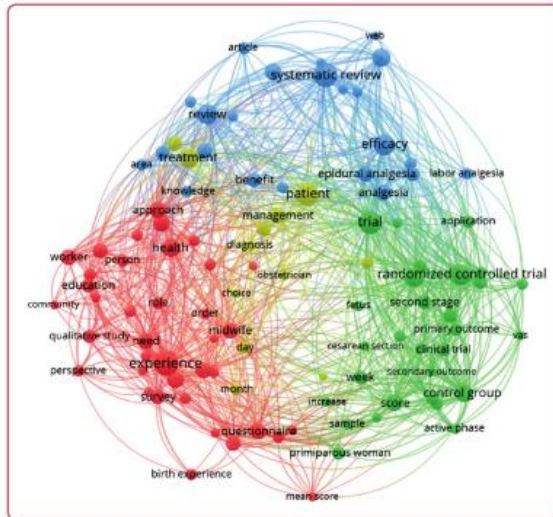 web
article
systematic review
review
efficacy
treatment
area
epidural analgesia
labor analgesia
knowledge
benefit
patient
analgesia
approach
management
trial
application
worker
health
diagnosis
person
obstetrician
randomized controlled trial
education
choice
community
role
order
fetus
second stage
qualitative study
need
midwife
cesarean section
primary outcome
vas
day
clinical trial
perspective
experience
week
secondary outcome
survey
month
increase
score
control group
questionnaire
sample
active phase
primiparous woman
birth experience
mean score